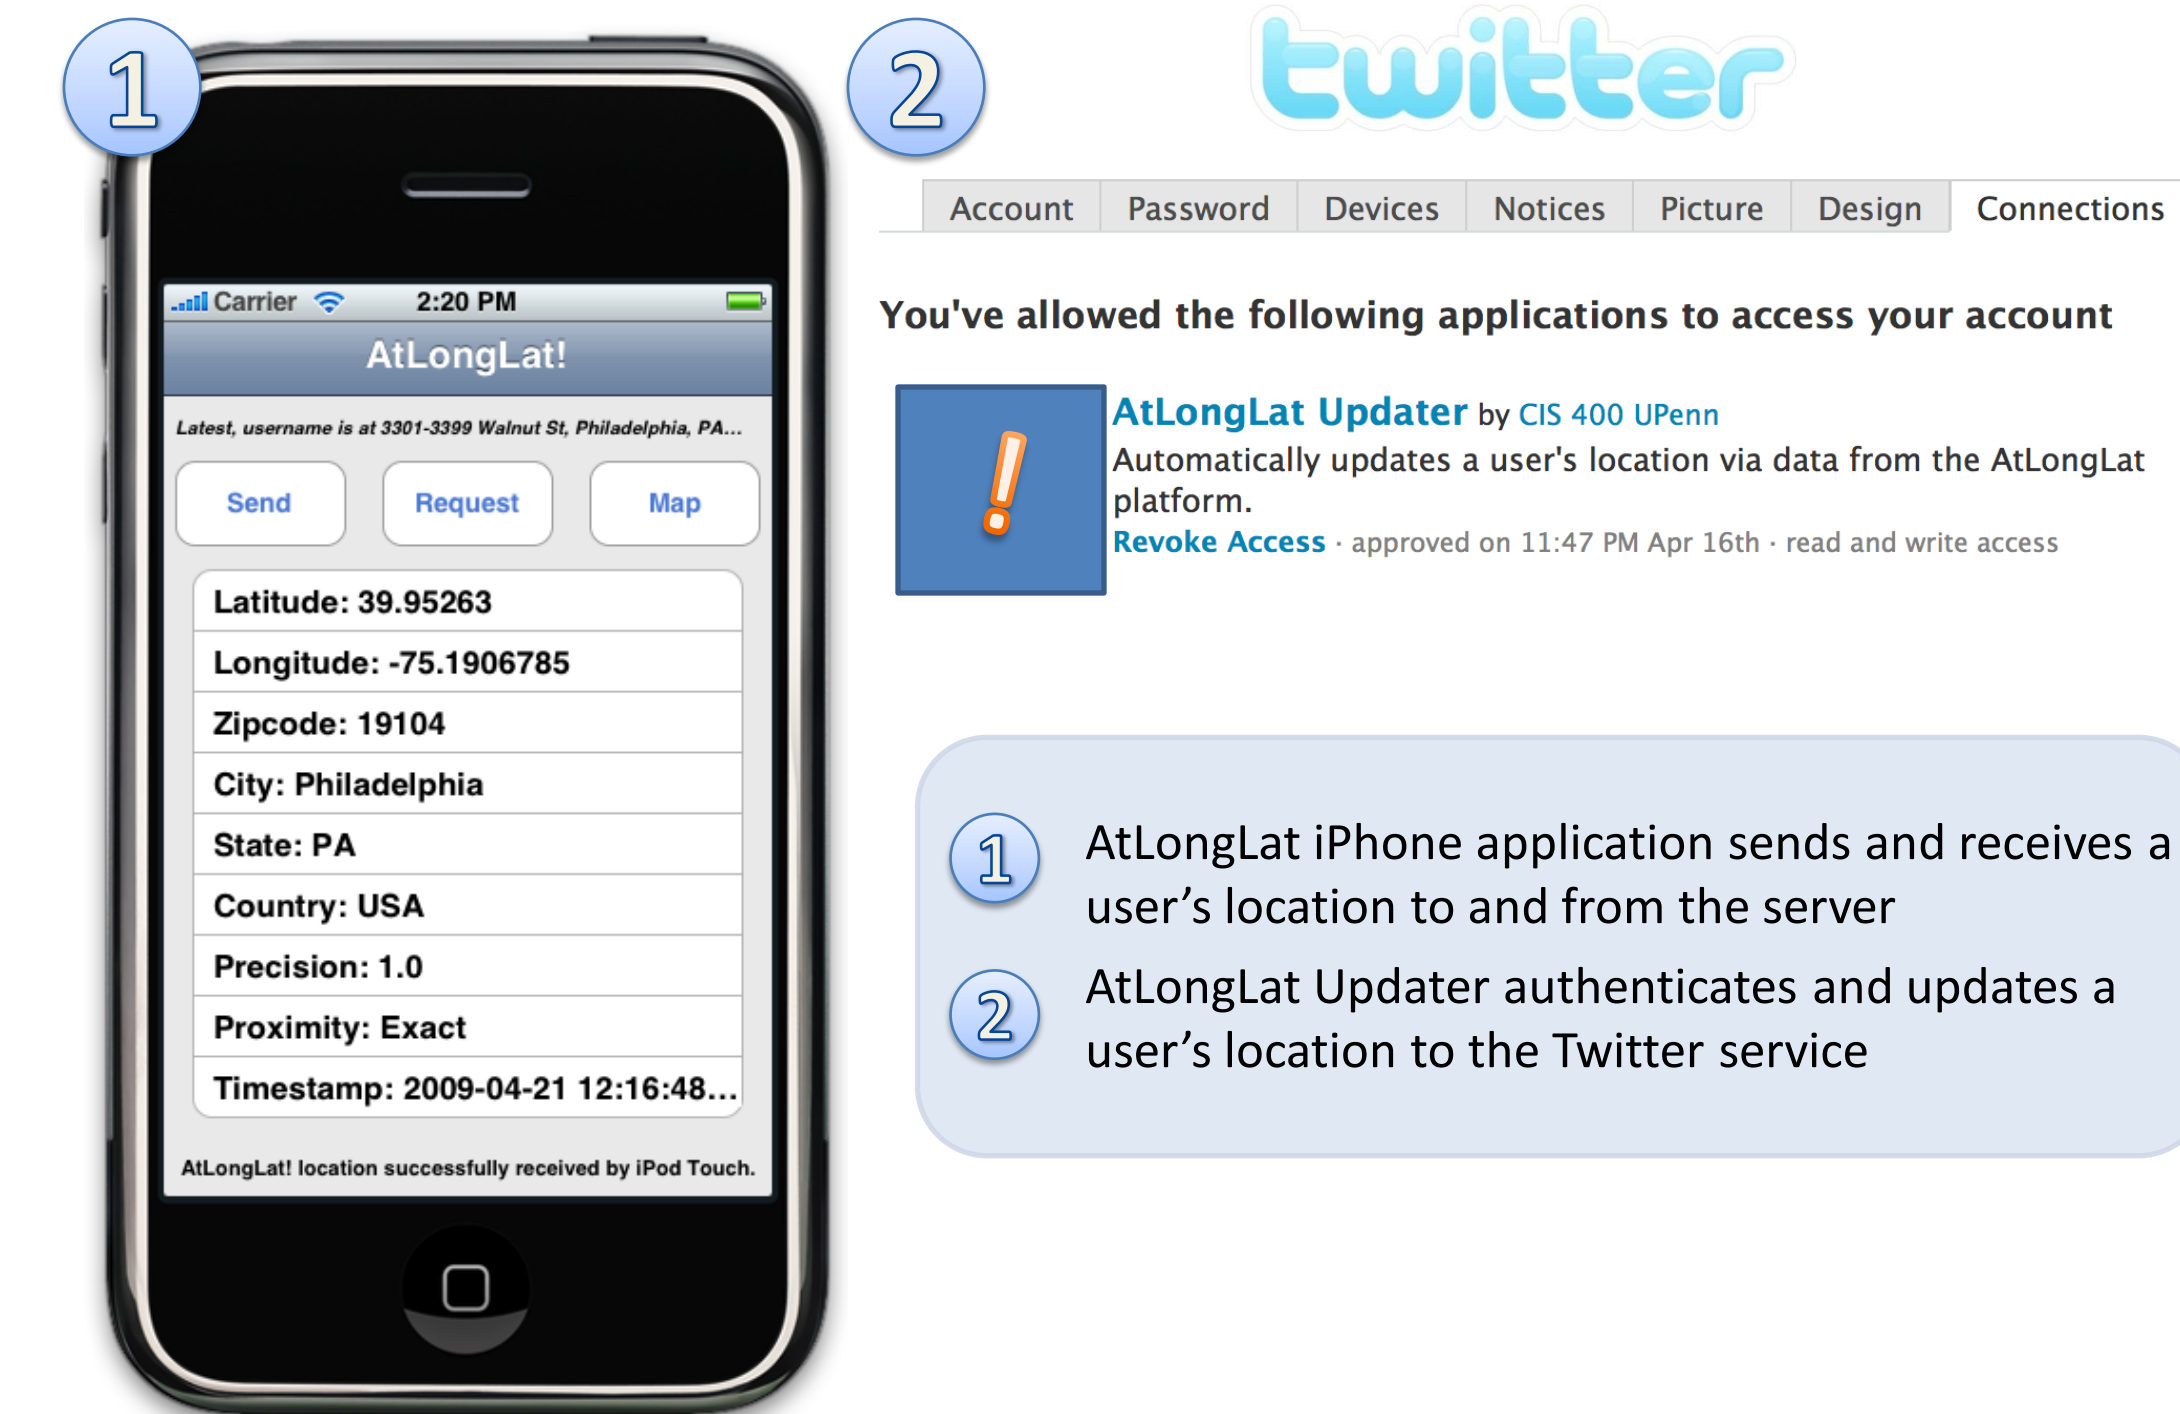 1
Carrier 2:20 PM
AtLongLat!
Latest, username is at 3301-3399 Walnut St, Philadelphia, PA...
Send Request Map
Latitude: 39.95263
Longitude: -75.1906785
Zipcode: 19104
City: Philadelphia
State: PA
Country: USA
Precision: 1.0
Proximity: Exact
Timestamp: 2009-04-21 12:16:48...
AtLongLat! location successfully received by iPod Touch.
2
twitter
Account Password Devices Notices Picture Design Connections
You've allowed the following applications to access your account
!
AtLongLat Updater by CIS 400 UPenn
Automatically updates a user's location via data from the AtLongLat
platform.
Revoke Access · approved on 11:47 PM Apr 16th · read and write access
1 AtLongLat iPhone application sends and receives a
user’s location to and from the server
2 AtLongLat Updater authenticates and updates a
user’s location to the Twitter service